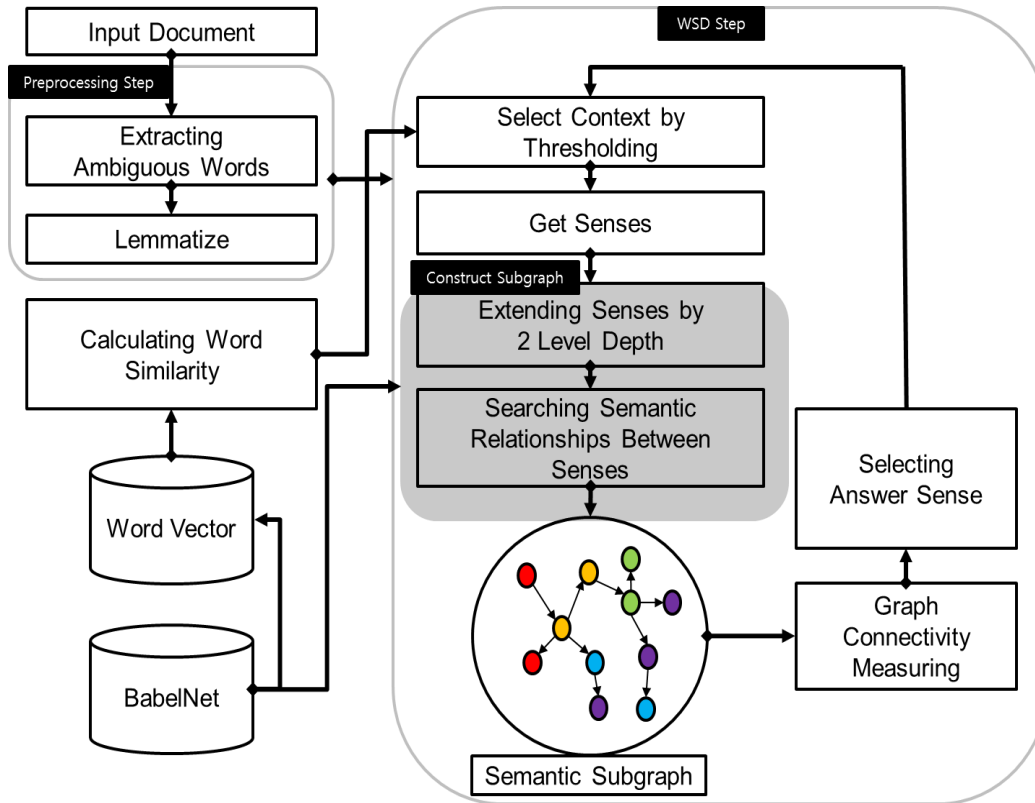 Input Document
Preprocessing Step
Extracting
Ambiguous Words
Lemmatize
Calculating Word
Similarity
Word Vector
BabelNet
WSD Step
Select Context by
Thresholding
Get Senses
Construct Subgraph
Extending Senses by
2 Level Depth
Searching Semantic
Relationships Between
Senses
Semantic Subgraph
Selecting
Answer Sense
Graph
Connectivity
Measuring